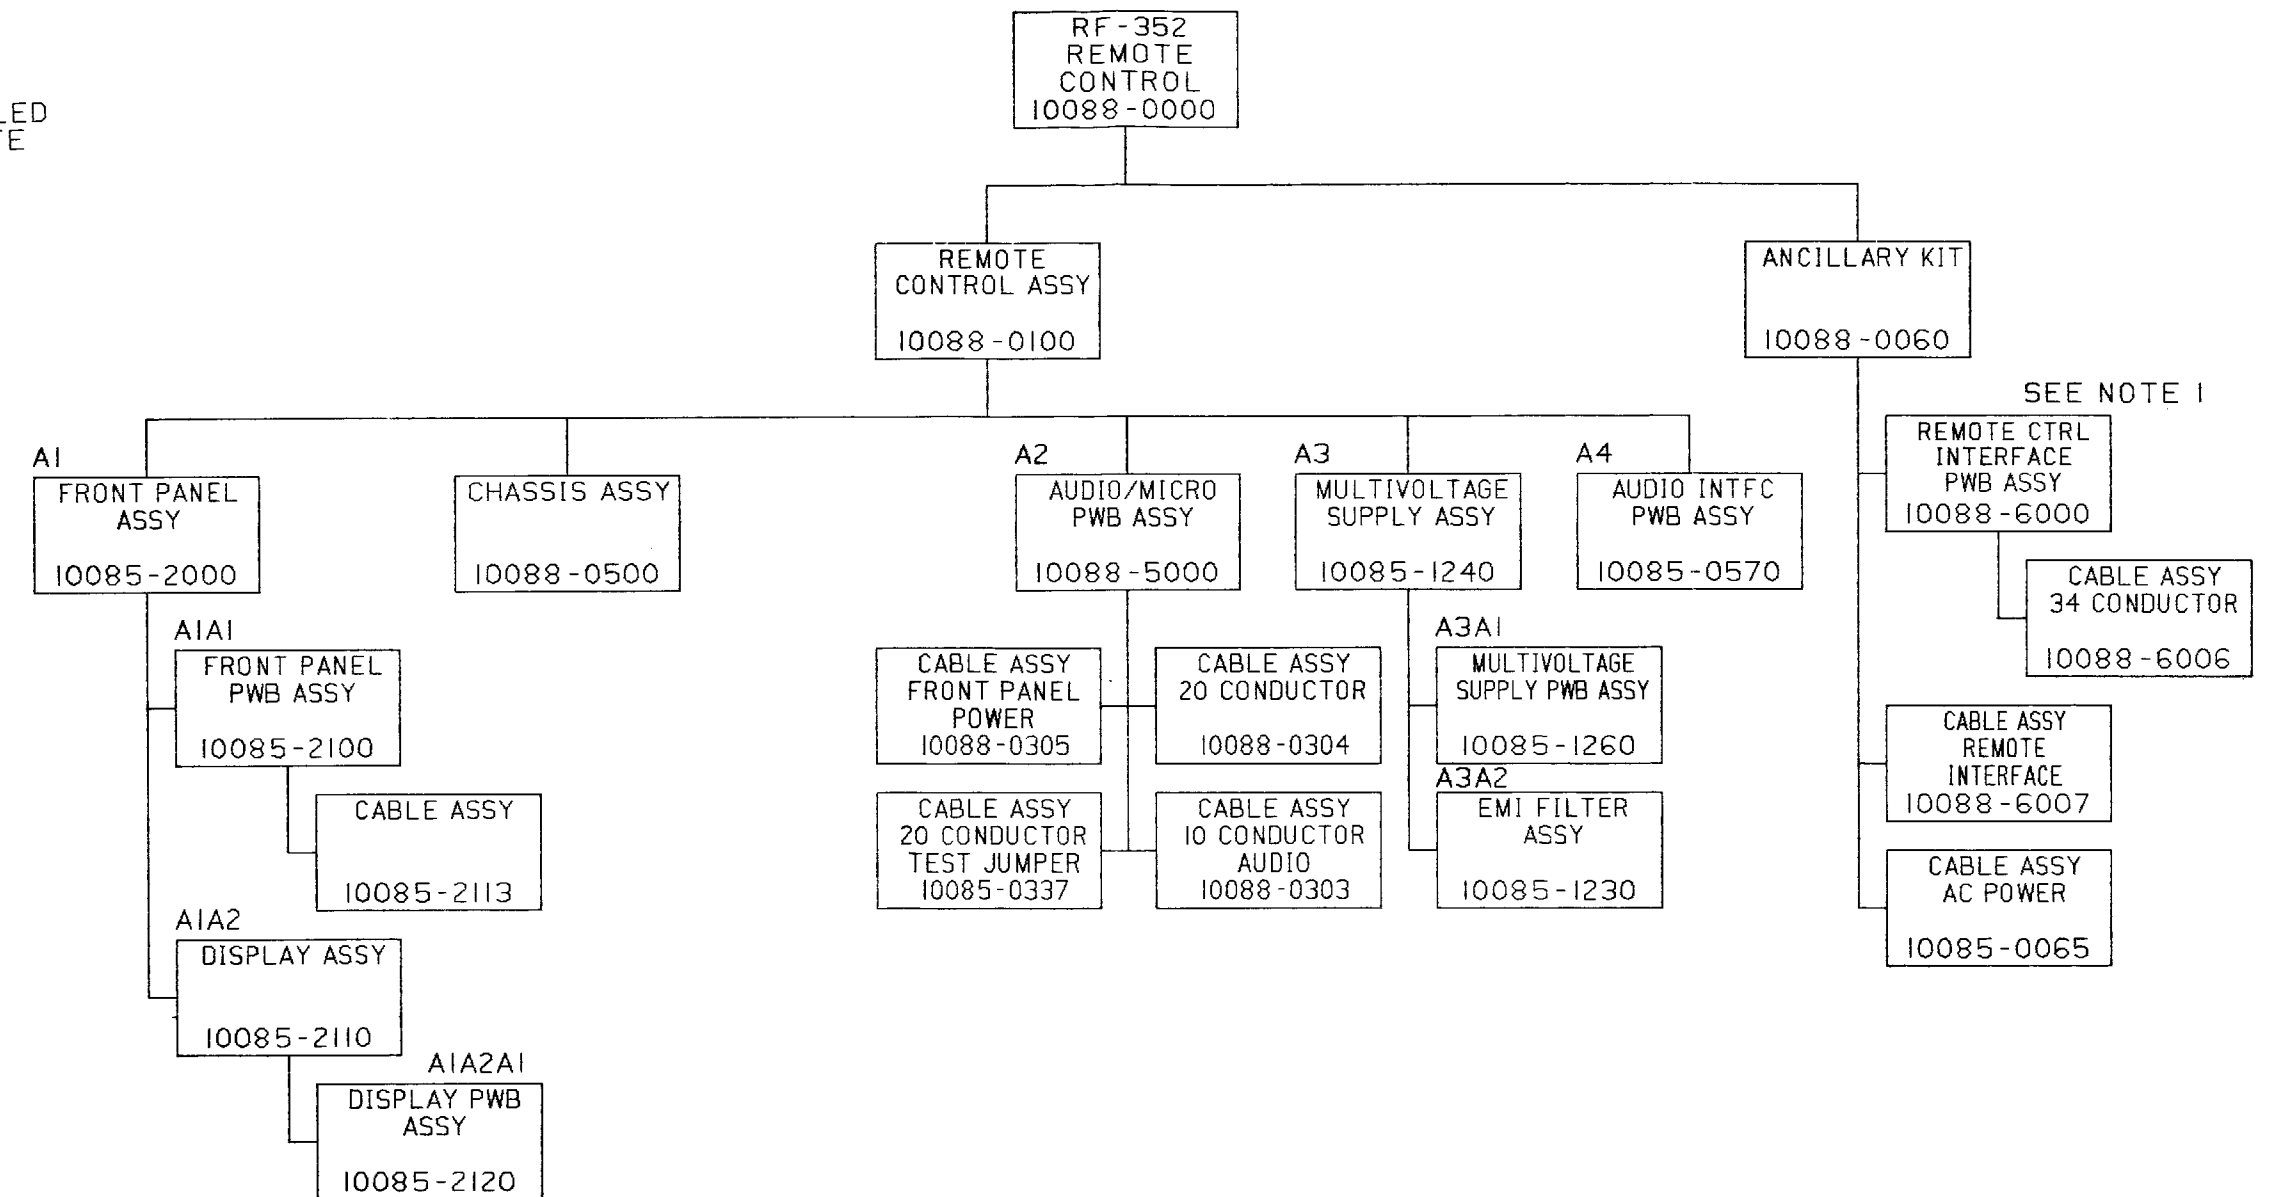 RF-352
REMOTE
CONTROL
10088-0000
REMOTE
CONTROL ASSY
10088-0100
ANCILLARY KIT
10088-0060
A1
FRONT PANEL
ASSY
10085-2000
CHASSIS ASSY
10088-0500
A2
AUDIO/MICRO
PWB ASSY
10088-5000
A3
MULTIVOLTAGE
SUPPLY ASSY
10085-1240
A4
AUDIO INTFC
PWB ASSY
10085-0570
SEE NOTE 1
REMOTE CTRL
INTERFACE
PWB ASSY
10088-6000
CABLE ASSY
34 CONDUCTOR
10088-6006
A1A1
FRONT PANEL
PWB ASSY
10085-2100
CABLE ASSY
10085-2113
A1A2
DISPLAY ASSY
10085-2110
A1A2A1
DISPLAY PWB
ASSY
10085-2120
CABLE ASSY
FRONT PANEL
POWER
10088-0305
CABLE ASSY
20 CONDUCTOR
10088-0304
CABLE ASSY
20 CONDUCTOR
TEST JUMPER
10085-0337
CABLE ASSY
10 CONDUCTOR
AUDIO
10088-0303
A3A1
MULTIVOLTAGE
SUPPLY PWB ASSY
10085-1260
A3A2
EMI FILTER
ASSY
10085-1230
CABLE ASSY
REMOTE
INTERFACE
10088-6007
CABLE ASSY
AC POWER
10085-0065